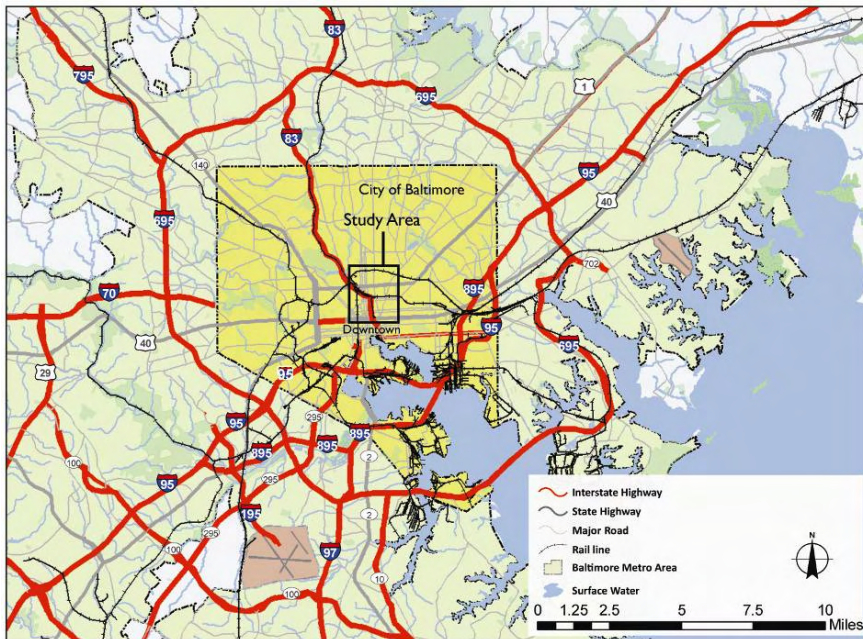 83
795
695
1
83
95
140
City of Baltimore
40
Study Area
695
702
70
895
Downtown
95
40
695
29
95
295
95
895
895
895
2
100
295
95
195
2
295
97
100
10
100
Interstate Highway
State Highway
Major Road
Rail line
Baltimore Metro Area
Surface Water
N
0 1.25 2.5 5 7.5 10
Miles